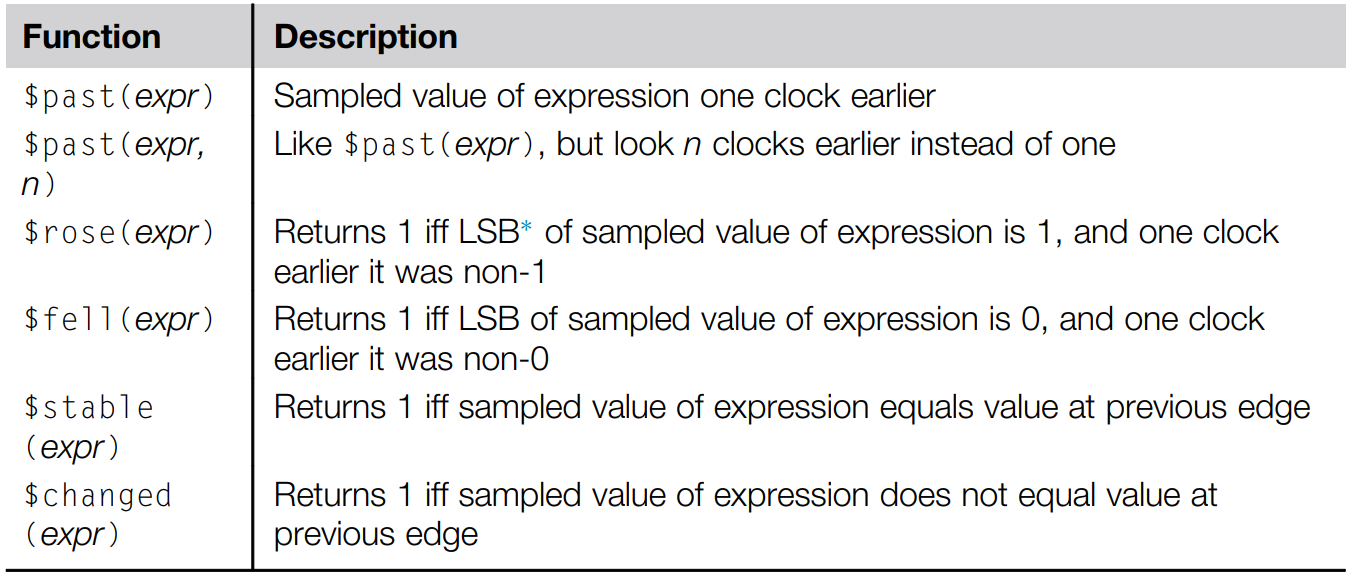 Function Description
$past(expr) Sampled value of expression one clock earlier
$past(expr, Like $past(expr), but look n clocks earlier instead of one
n)
$rose(expr) Returns 1 iff LSB* of sampled value of expression is 1, and one clock
earlier it was non-1
$fell(expr) Returns 1 iff LSB of sampled value of expression is 0, and one clock
earlier it was non-0
$stable Returns 1 iff sampled value of expression equals value at previous edge
(expr)
$changed Returns 1 iff sampled value of expression does not equal value at
(expr) previous edge